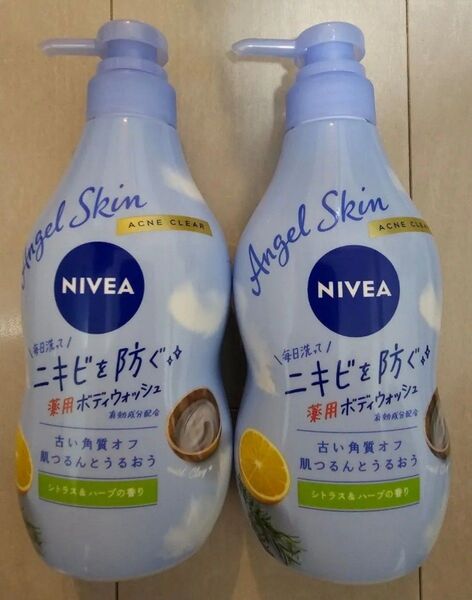 Angel Skin
ACNE CLEAR
NIVEA
毎日洗って
ニキビを防ぐ
薬用ボディウォッシュ
有効成分配合
古い角質オフ
肌つるんとうるおう
Clay
シトラス&ハーブの香り
Angel Skin
ACNE CLEAR
NIVEA
毎日洗って
ニキビを防ぐ
薬用ボディウォッシュ
有効成分配合
古い角質オフ
肌つるんとうるおう
シトラス&ハーブの香り